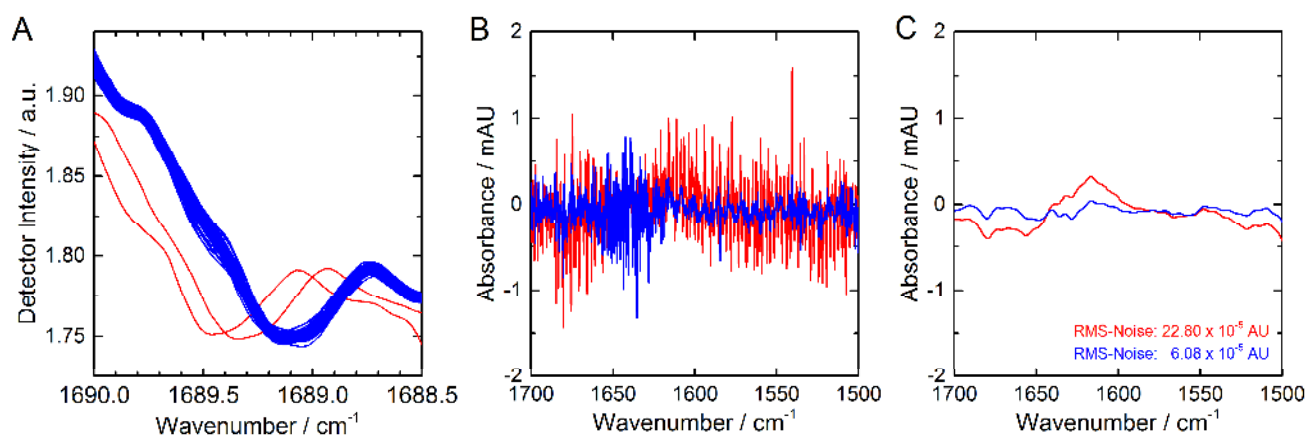 A
Detector Intensity / a.u.
1.90
1.85
1.80
1.75
1690.0 1689.5 1689.0 1688.5
Wavenumber / cm⁻¹
B
Absorbance / mAU
2
1
0
-1
-2
1700 1650 1600 1550 1500
Wavenumber / cm⁻¹
C
Absorbance / mAU
2
1
0
-1
-2
RMS-Noise: 22.80 x 10⁻⁵ AU
RMS-Noise: 6.08 x 10⁻⁵ AU
1700 1650 1600 1550 1500
Wavenumber / cm⁻¹